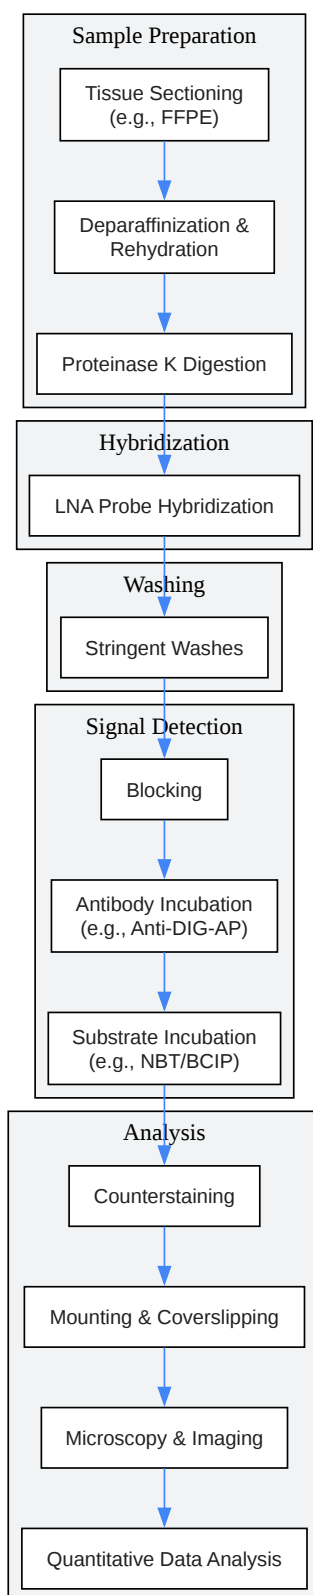 Sample Preparation
Tissue Sectioning
(e.g., FFPE)
Deparaffinization &
Rehydration
Proteinase K Digestion
Hybridization
LNA Probe Hybridization
Washing
Stringent Washes
Signal Detection
Blocking
Antibody Incubation
(e.g., Anti-DIG-AP)
Substrate Incubation
(e.g., NBT/BCIP)
Analysis
Counterstaining
Mounting & Coverslipping
Microscopy & Imaging
Quantitative Data Analysis